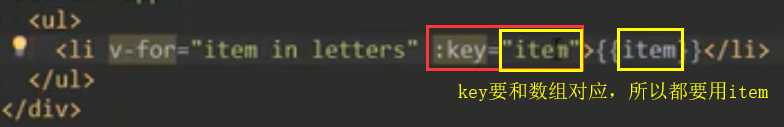 <ul>
<li v-for="item in letters" :key="item">{{item}}</li>
</ul>
</div>
key要和数组对应，所以都要用item